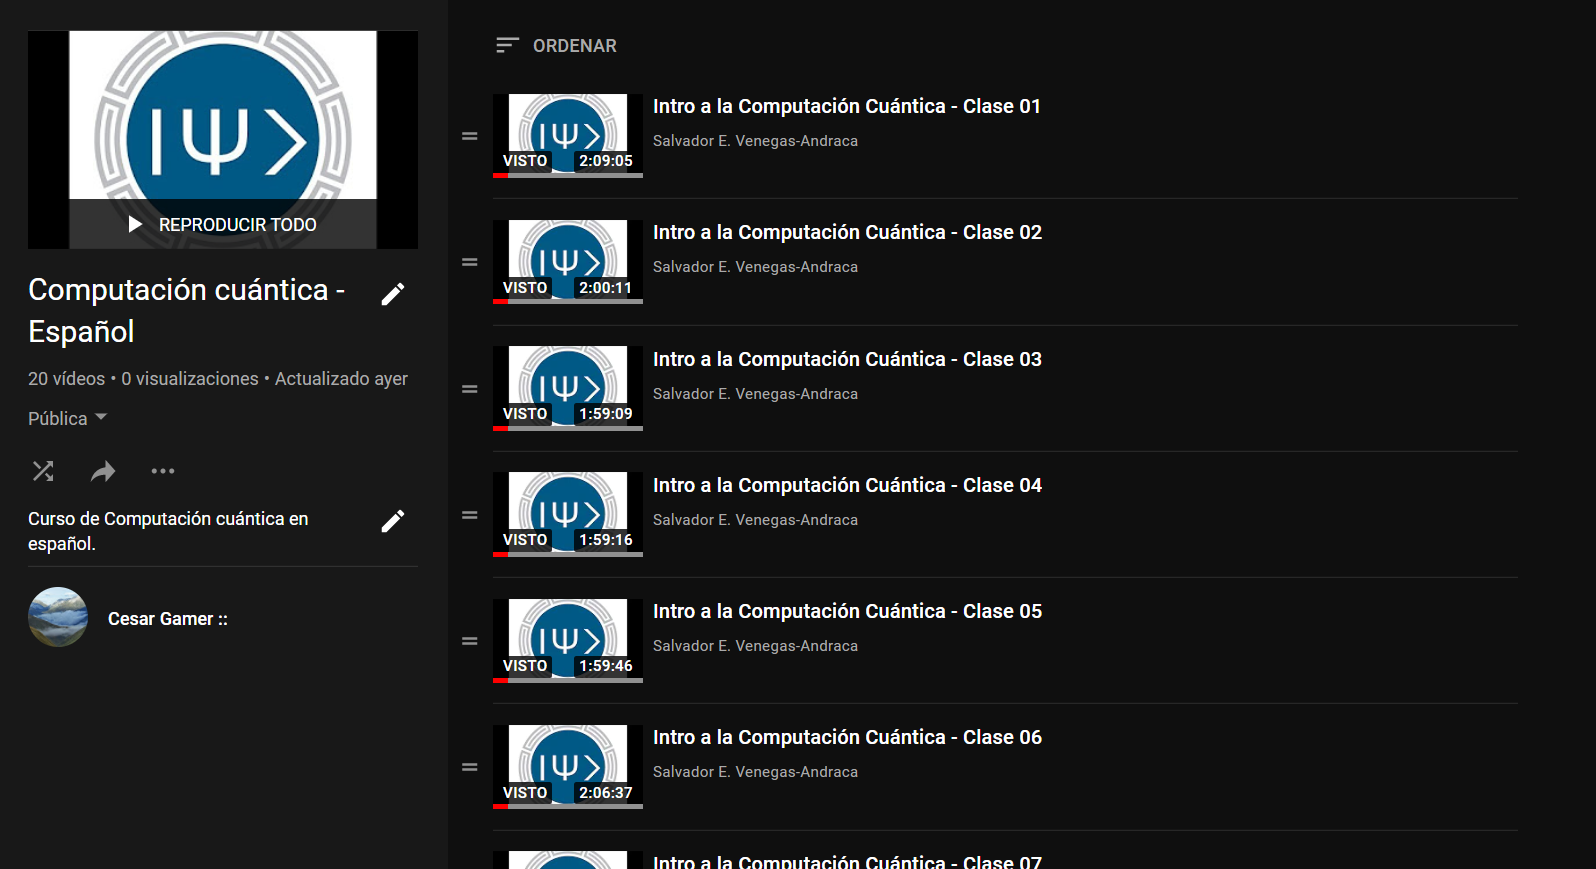 |Ψ>
REPRODUCIR TODO
Computación cuántica -
Español
20 vídeos • 0 visualizaciones • Actualizado ayer
Pública
Curso de Computación cuántica en
español.
Cesar Gamer ::
ORDENAR
|Ψ>
VISTO 2:09:05
Intro a la Computación Cuántica - Clase 01
Salvador E. Venegas-Andraca
|Ψ>
VISTO 2:00:11
Intro a la Computación Cuántica - Clase 02
Salvador E. Venegas-Andraca
|Ψ>
VISTO 1:59:09
Intro a la Computación Cuántica - Clase 03
Salvador E. Venegas-Andraca
|Ψ>
VISTO 1:59:16
Intro a la Computación Cuántica - Clase 04
Salvador E. Venegas-Andraca
|Ψ>
VISTO 1:59:46
Intro a la Computación Cuántica - Clase 05
Salvador E. Venegas-Andraca
|Ψ>
VISTO 2:06:37
Intro a la Computación Cuántica - Clase 06
Salvador E. Venegas-Andraca
Intro a la Computación Cuántica - Clase 07